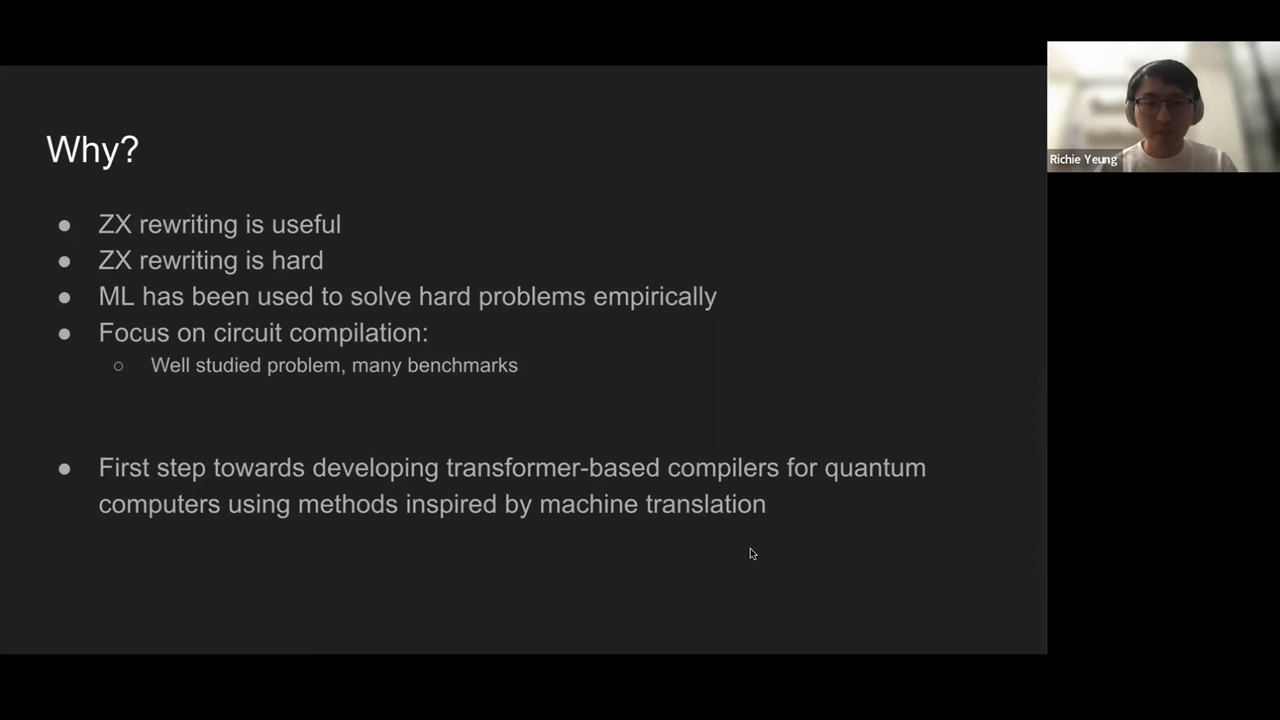 Why?
● ZX rewriting is useful
● ZX rewriting is hard
● ML has been used to solve hard problems empirically
● Focus on circuit compilation:
○ Well studied problem, many benchmarks
● First step towards developing transformer-based compilers for quantum
computers using methods inspired by machine translation
Richie Yeung